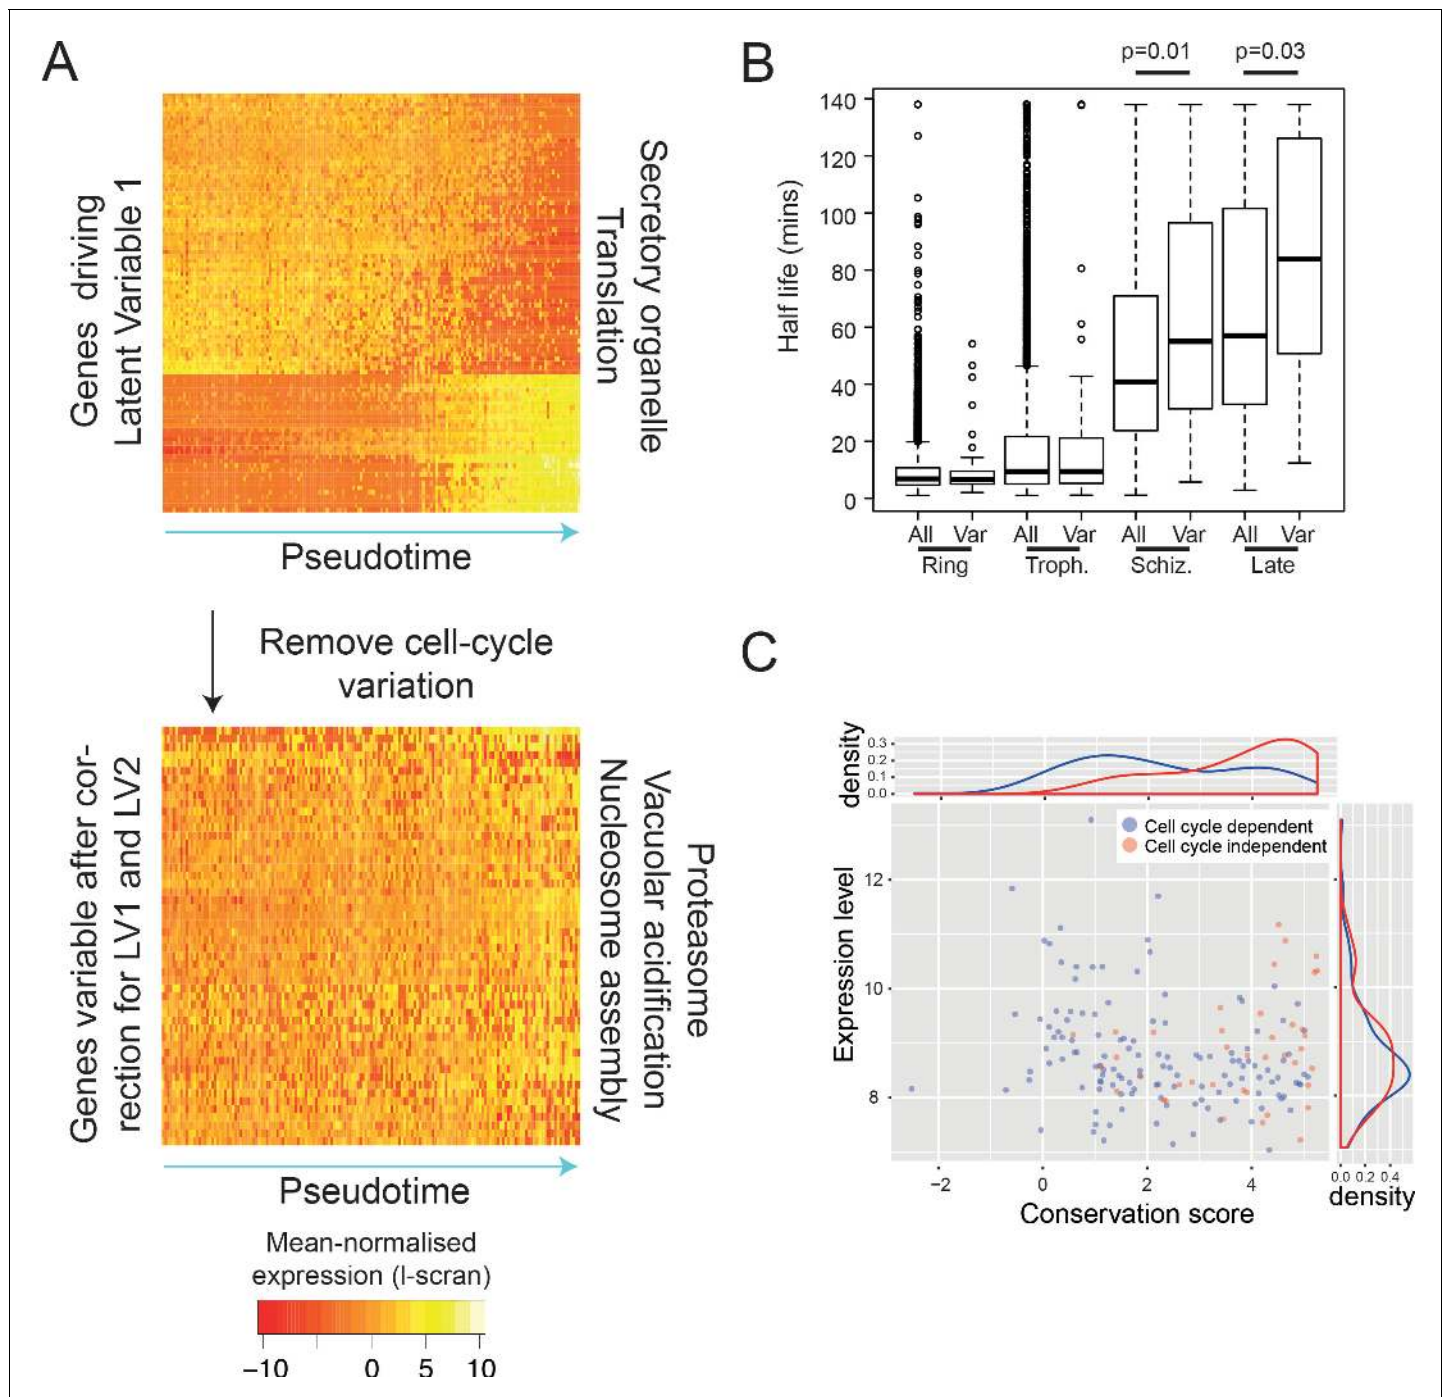 A
Genes driving
Latent Variable 1
Secretory organelle
Translation
Pseudotime
Remove cell-cycle
variation
Genes variable after cor-
rection for LV1 and LV2
Proteasome
Vacuolar acidification
Nucleosome assembly
Pseudotime
Mean-normalised
expression (l-scran)
−10 0 5 10
B
p=0.01 p=0.03
Half life (mins)
140
120
100
80
60
40
20
0
All Var All Var All Var All Var
Ring Troph. Schiz. Late
C
density
0.3
0.2
0.1
0.0
Cell cycle dependent
Cell cycle independent
Expression level
12
10
8
−2 0 2 4
Conservation score
0.0 0.2 0.4
density